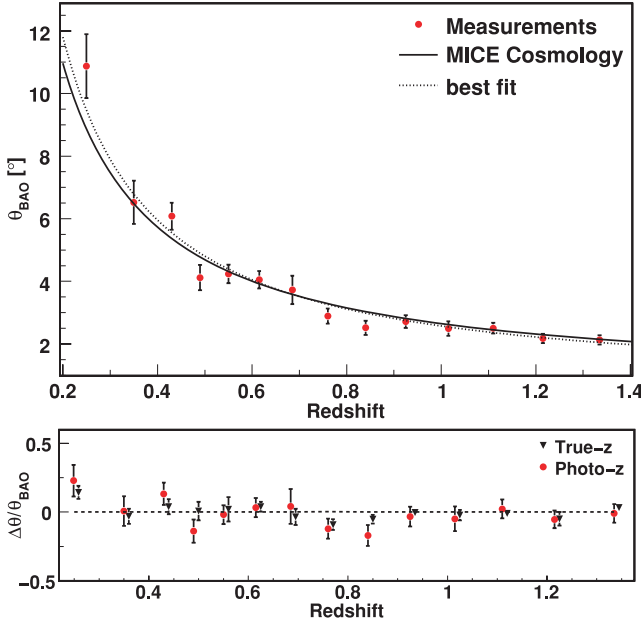 12
10
8
6
4
2
θBAO [°]
Measurements
MICE Cosmology
best fit
0.2 0.4 0.6 0.8 1 1.2 1.4
Redshift
0.5
0
−0.5
Δθ/θBAO
True−z
Photo−z
0.4 0.6 0.8 1 1.2
Redshift